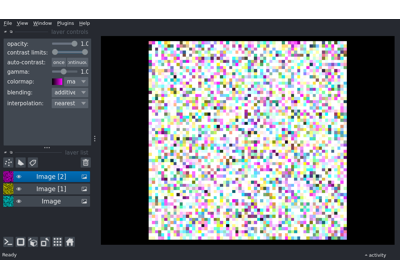 File View Window Plugins Help
layer controls
opacity: 1.0
contrast limits:
auto-contrast: once
gamma: 1.0
colormap: ma
blending: additive
interpolation: nearest
layer list
Image [2]
Image [1]
Image
Ready activity